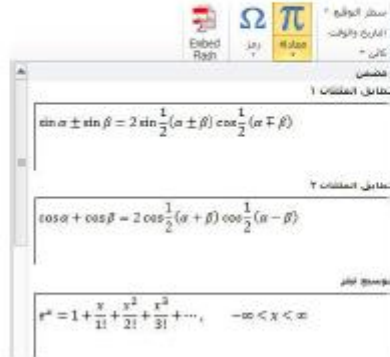 سطر التوقيع
التاريخ والوقت
كائن
معادلة
رمز
Embed Flash
مضمن
تطابق المثلثات ١
sin α ± sin β = 2 sin 1/2 (α ± β) cos 1/2 (α ∓ β)
تطابق المثلثات ٢
cos α + cos β = 2 cos 1/2 (α + β) cos 1/2 (α − β)
توسيع تيلر
e^x = 1 + x/1! + x²/2! + x³/3! + ⋯, −∞ < x < ∞